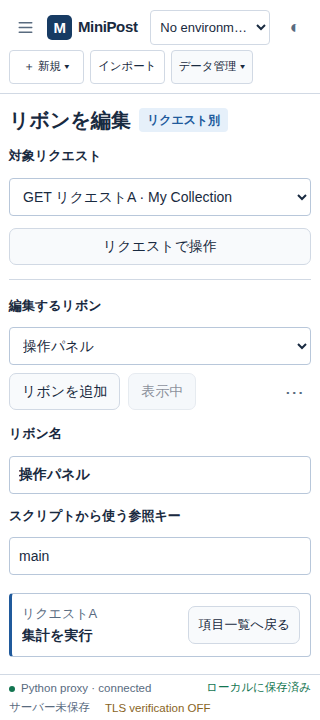 M MiniPost No environm…
＋ 新規 ▾ インポート データ管理 ▾
リボンを編集 リクエスト別
対象リクエスト
GET リクエストA · My Collection
リクエストで操作
編集するリボン
操作パネル
リボンを追加 表示中 ···
リボン名
操作パネル
スクリプトから使う参照キー
main
リクエストA
集計を実行
項目一覧へ戻る
Python proxy · connected ローカルに保存済み
サーバー未保存 TLS verification OFF